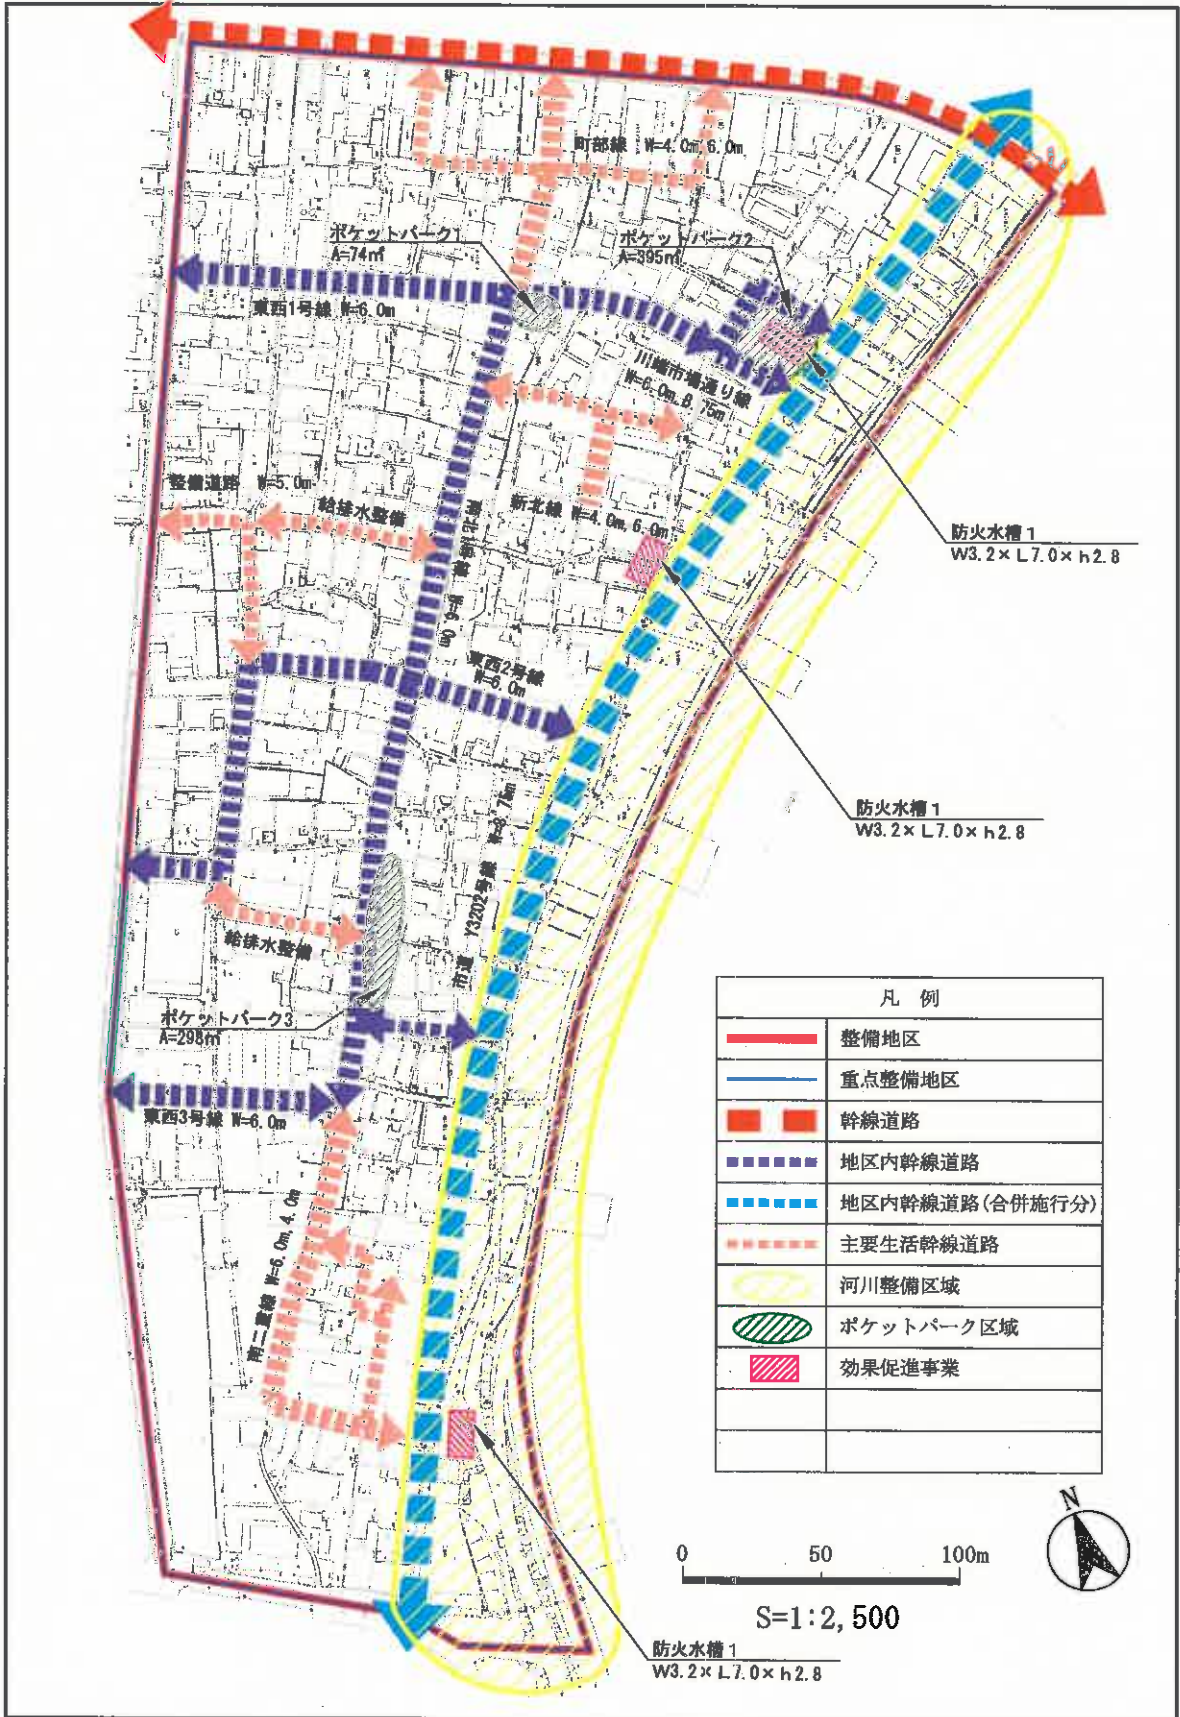 町部線 W=4.0m,6.0m
ポケットパーク1
A=74㎡
ポケットパーク2
A=395㎡
東西1号線 W=6.0m
川端市場通り線
W=6.0m,8.75m
整備道路 W=5.0m
給排水整備
新北線 W=4.0m,6.0m
南北1号線 W=6.0m
防火水槽1
W3.2×L7.0×h2.8
東西2号線
W=6.0m
防火水槽1
W3.2×L7.0×h2.8
市道 Y3202号線 W=8.75m
給排水整備
ポケットパーク3
A=298㎡
東西3号線 W=6.0m
南二重線 W=6.0m,4.0m
凡 例
整備地区
重点整備地区
幹線道路
地区内幹線道路
地区内幹線道路(合併施行分)
主要生活幹線道路
河川整備区域
ポケットパーク区域
効果促進事業
N
0 50 100m
S=1:2,500
防火水槽1
W3.2×L7.0×h2.8